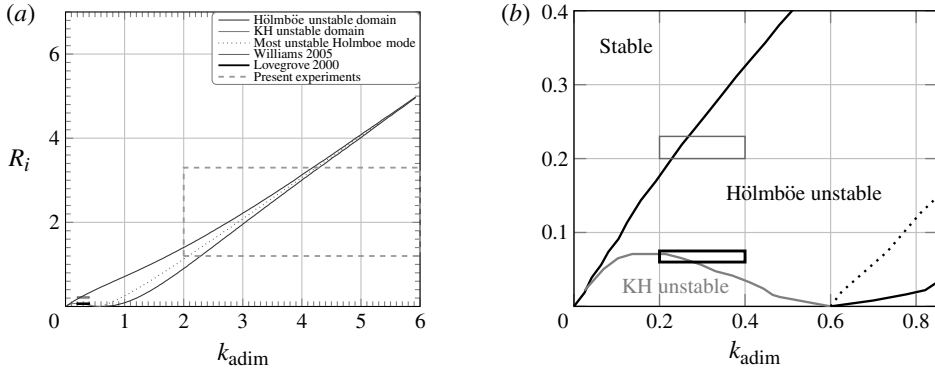 (a)
Hölmböe unstable domain
KH unstable domain
Most unstable Holmboe mode
Williams 2005
Lovegrove 2000
Present experiments
6
4
2
0
R_i
1 2 3 4 5 6
k_adim
(b)
0.4
0.3
0.2
0.1
Stable
Hölmböe unstable
KH unstable
0 0.2 0.4 0.6 0.8
k_adim